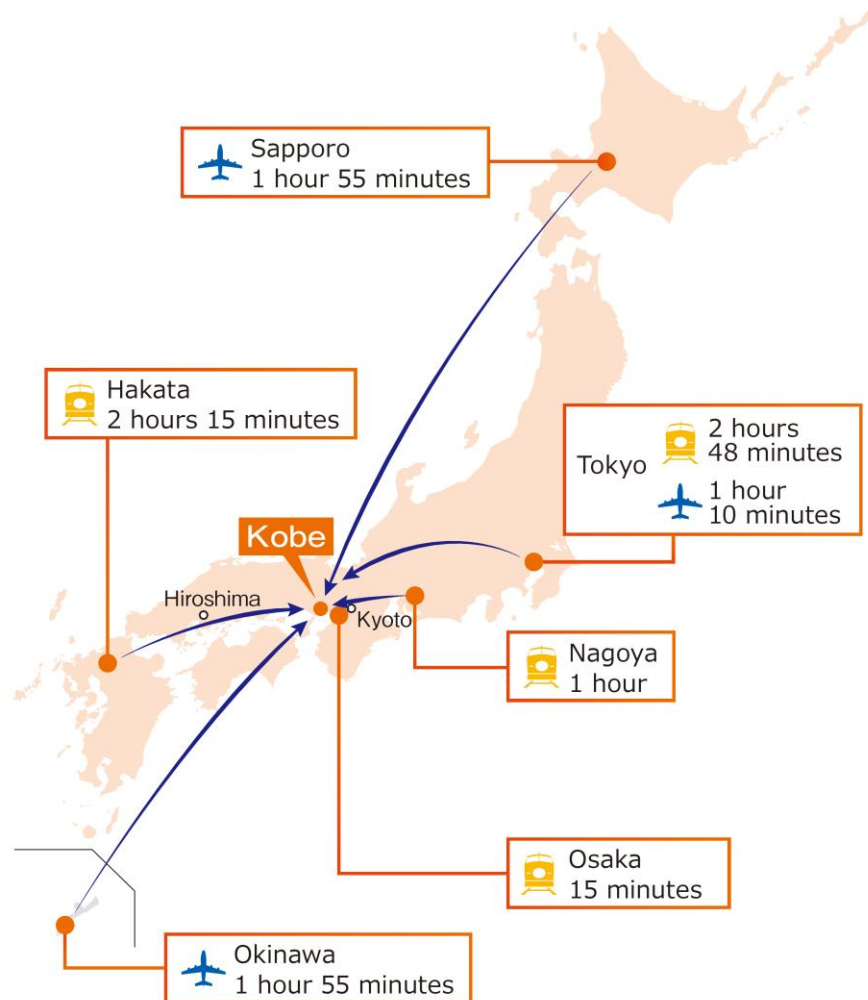 Sapporo
1 hour 55 minutes
Hakata
2 hours 15 minutes
Tokyo
2 hours
48 minutes
1 hour
10 minutes
Kobe
Hiroshima
Kyoto
Nagoya
1 hour
Osaka
15 minutes
Okinawa
1 hour 55 minutes